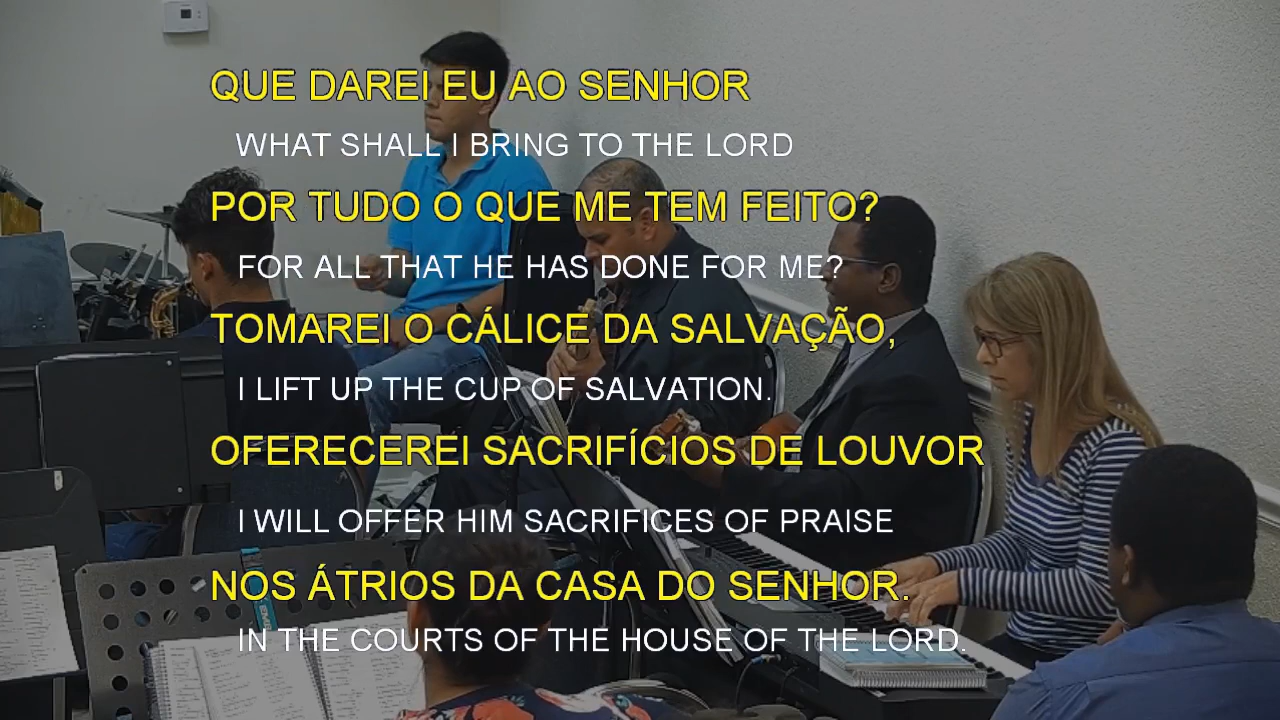 QUE DAREI EU AO SENHOR
WHAT SHALL I BRING TO THE LORD
POR TUDO O QUE ME TEM FEITO?
FOR ALL THAT HE HAS DONE FOR ME?
TOMAREI O CÁLICE DA SALVAÇÃO,
I LIFT UP THE CUP OF SALVATION.
OFERECEREI SACRIFÍCIOS DE LOUVOR
I WILL OFFER HIM SACRIFICES OF PRAISE
NOS ÁTRIOS DA CASA DO SENHOR.
IN THE COURTS OF THE HOUSE OF THE LORD.